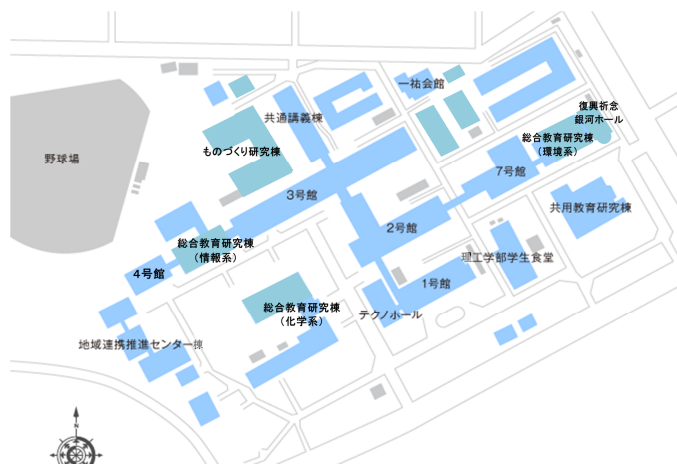 一祐会館
復興祈念
銀河ホール
共通講義棟
総合教育研究棟
（環境系）
ものづくり研究棟
野球場
7号館
3号館
共用教育研究棟
2号館
総合教育研究棟
（情報系）
理工学部学生食堂
4号館
1号館
総合教育研究棟
（化学系）
テクノホール
地域連携推進センター棟